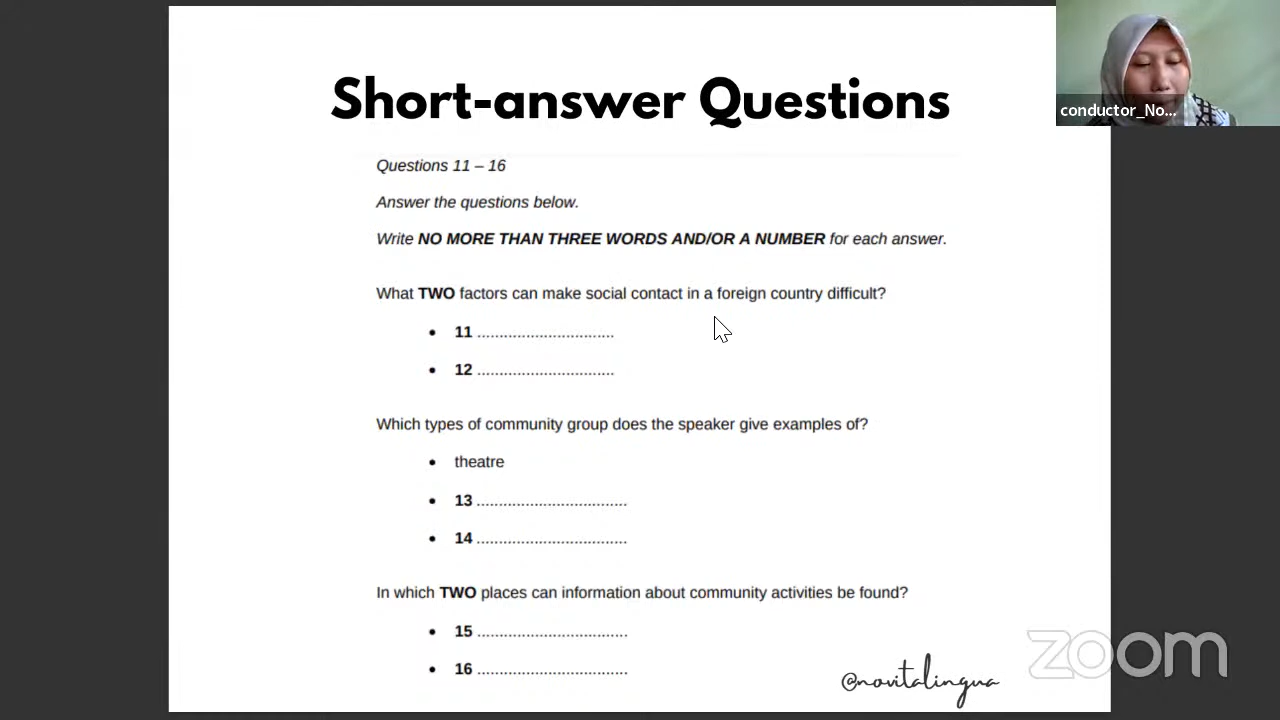 Short-answer Questions
conductor_No...
Questions 11 – 16
Answer the questions below.
Write NO MORE THAN THREE WORDS AND/OR A NUMBER for each answer.
What TWO factors can make social contact in a foreign country difficult?
• 11 ...............................
• 12 ...............................
Which types of community group does the speaker give examples of?
• theatre
• 13 ..................................
• 14 ..................................
In which TWO places can information about community activities be found?
• 15 ..................................
• 16 ..................................
@novitalingua
zoom